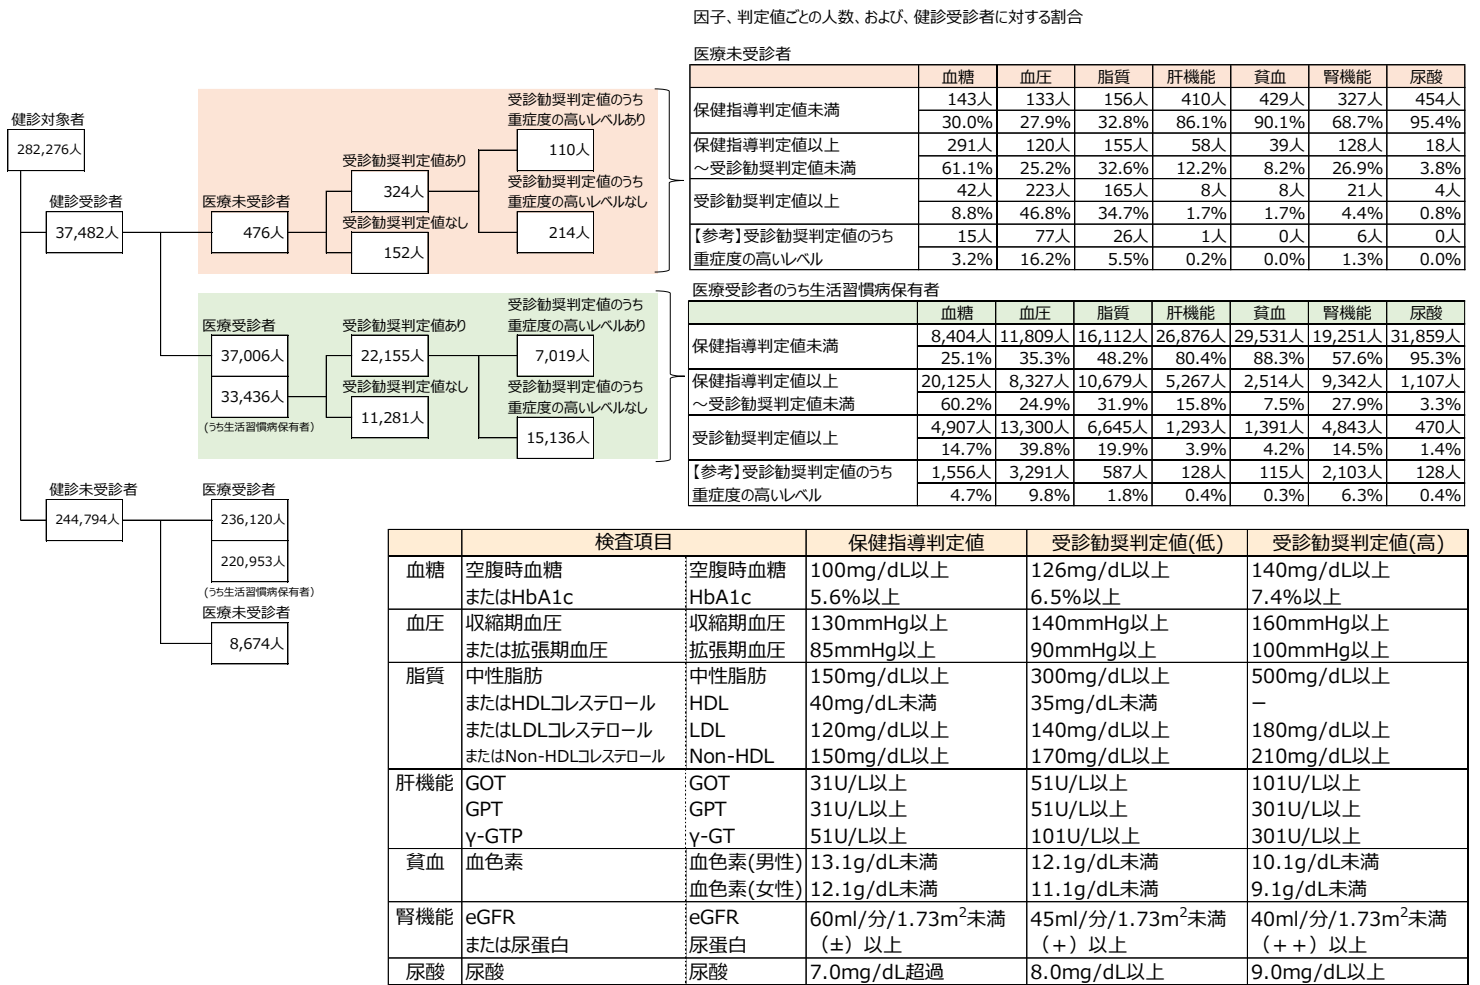 因子、判定値ごとの人数、および、健診受診者に対する割合
健診対象者
282,276人
健診受診者
37,482人
医療未受診者
476人
受診勧奨判定値あり
324人
受診勧奨判定値なし
152人
受診勧奨判定値のうち
重症度の高いレベルあり
110人
受診勧奨判定値のうち
重症度の高いレベルなし
214人
医療受診者
37,006人
33,436人
(うち生活習慣病保有者)
受診勧奨判定値あり
22,155人
受診勧奨判定値なし
11,281人
受診勧奨判定値のうち
重症度の高いレベルあり
7,019人
受診勧奨判定値のうち
重症度の高いレベルなし
15,136人
健診未受診者
244,794人
医療受診者
236,120人
220,953人
(うち生活習慣病保有者)
医療未受診者
8,674人
医療未受診者
血糖 血圧 脂質 肝機能 貧血 腎機能 尿酸
保健指導判定値未満
143人 133人 156人 410人 429人 327人 454人
30.0% 27.9% 32.8% 86.1% 90.1% 68.7% 95.4%
保健指導判定値以上 291人 120人 155人 58人 39人 128人 18人
～受診勧奨判定値未満 61.1% 25.2% 32.6% 12.2% 8.2% 26.9% 3.8%
受診勧奨判定値以上
42人 223人 165人 8人 8人 21人 4人
8.8% 46.8% 34.7% 1.7% 1.7% 4.4% 0.8%
【参考】受診勧奨判定値のうち 15人 77人 26人 1人 0人 6人 0人
重症度の高いレベル 3.2% 16.2% 5.5% 0.2% 0.0% 1.3% 0.0%
医療受診者のうち生活習慣病保有者
血糖 血圧 脂質 肝機能 貧血 腎機能 尿酸
保健指導判定値未満
8,404人 11,809人 16,112人 26,876人 29,531人 19,251人 31,859人
25.1% 35.3% 48.2% 80.4% 88.3% 57.6% 95.3%
保健指導判定値以上 20,125人 8,327人 10,679人 5,267人 2,514人 9,342人 1,107人
～受診勧奨判定値未満 60.2% 24.9% 31.9% 15.8% 7.5% 27.9% 3.3%
受診勧奨判定値以上
4,907人 13,300人 6,645人 1,293人 1,391人 4,843人 470人
14.7% 39.8% 19.9% 3.9% 4.2% 14.5% 1.4%
【参考】受診勧奨判定値のうち 1,556人 3,291人 587人 128人 115人 2,103人 128人
重症度の高いレベル 4.7% 9.8% 1.8% 0.4% 0.3% 6.3% 0.4%
検査項目 保健指導判定値 受診勧奨判定値(低) 受診勧奨判定値(高)
血糖 空腹時血糖 空腹時血糖 100mg/dL以上 126mg/dL以上 140mg/dL以上
またはHbA1c HbA1c 5.6%以上 6.5%以上 7.4%以上
血圧 収縮期血圧 収縮期血圧 130mmHg以上 140mmHg以上 160mmHg以上
または拡張期血圧 拡張期血圧 85mmHg以上 90mmHg以上 100mmHg以上
脂質 中性脂肪 中性脂肪 150mg/dL以上 300mg/dL以上 500mg/dL以上
またはHDLコレステロール HDL 40mg/dL未満 35mg/dL未満 −
またはLDLコレステロール LDL 120mg/dL以上 140mg/dL以上 180mg/dL以上
またはNon-HDLコレステロール Non-HDL 150mg/dL以上 170mg/dL以上 210mg/dL以上
肝機能 GOT GOT 31U/L以上 51U/L以上 101U/L以上
GPT GPT 31U/L以上 51U/L以上 301U/L以上
γ-GTP γ-GT 51U/L以上 101U/L以上 301U/L以上
貧血 血色素 血色素(男性) 13.1g/dL未満 12.1g/dL未満 10.1g/dL未満
血色素(女性) 12.1g/dL未満 11.1g/dL未満 9.1g/dL未満
腎機能 eGFR eGFR 60ml/分/1.73m²未満 45ml/分/1.73m²未満 40ml/分/1.73m²未満
または尿蛋白 尿蛋白 （±）以上 （＋）以上 （＋＋）以上
尿酸 尿酸 尿酸 7.0mg/dL超過 8.0mg/dL以上 9.0mg/dL以上